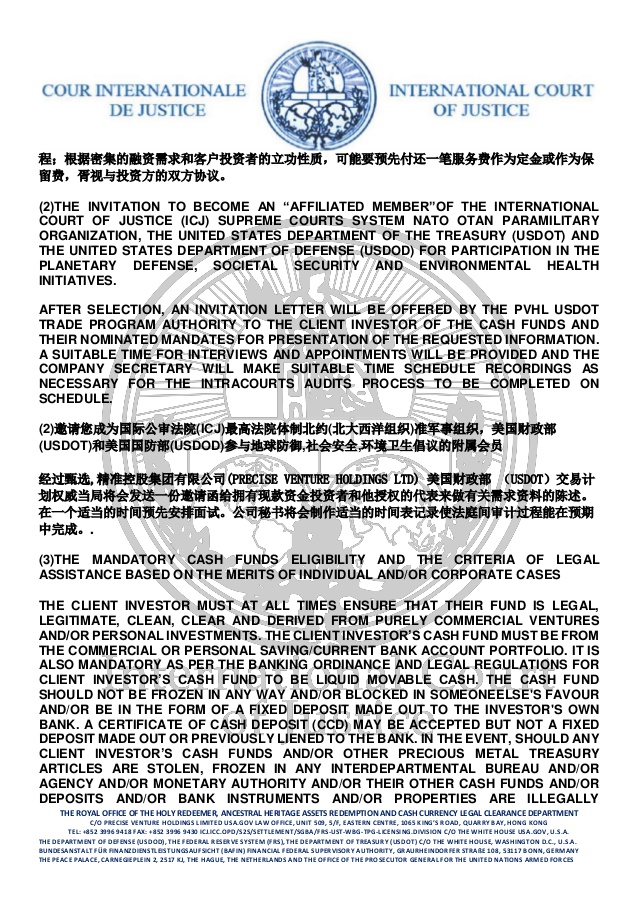 COUR INTERNATIONALE
DE JUSTICE
INTERNATIONAL COURT
OF JUSTICE
程；根据密集的融资需求和客户投资者的立功性质，可能要预先付还一笔服务费作为定金或作为保
留费，胥视与投资方的双方协议。
(2)THE INVITATION TO BECOME AN “AFFILIATED MEMBER”OF THE INTERNATIONAL
COURT OF JUSTICE (ICJ) SUPREME COURTS SYSTEM NATO OTAN PARAMILITARY
ORGANIZATION, THE UNITED STATES DEPARTMENT OF THE TREASURY (USDOT) AND
THE UNITED STATES DEPARTMENT OF DEFENSE (USDOD) FOR PARTICIPATION IN THE
PLANETARY DEFENSE, SOCIETAL SECURITY AND ENVIRONMENTAL HEALTH
INITIATIVES.
AFTER SELECTION, AN INVITATION LETTER WILL BE OFFERED BY THE PVHL USDOT
TRADE PROGRAM AUTHORITY TO THE CLIENT INVESTOR OF THE CASH FUNDS AND
THEIR NOMINATED MANDATES FOR PRESENTATION OF THE REQUESTED INFORMATION.
A SUITABLE TIME FOR INTERVIEWS AND APPOINTMENTS WILL BE PROVIDED AND THE
COMPANY SECRETARY WILL MAKE SUITABLE TIME SCHEDULE RECORDINGS AS
NECESSARY FOR THE INTRACOURTS AUDITS PROCESS TO BE COMPLETED ON
SCHEDULE.
(2)邀请您成为国际公审法院(ICJ)最高法院体制北约(北大西洋组织)准军事组织，美国财政部
(USDOT)和美国国防部(USDOD)参与地球防御,社会安全,环境卫生倡议的附属会员
经过甄选,精准控股集团有限公司(PRECISE VENTURE HOLDINGS LTD) 美国财政部 （USDOT）交易计
划权威当局将会发送一份邀请函给拥有现款资金投资者和他授权的代表来做有关需求资料的陈述。
在一个适当的时间预先安排面试。公司秘书将会制作适当的时间表记录使法庭间审计过程能在预期
中完成。.
(3)THE MANDATORY CASH FUNDS ELIGIBILITY AND THE CRITERIA OF LEGAL
ASSISTANCE BASED ON THE MERITS OF INDIVIDUAL AND/OR CORPORATE CASES
THE CLIENT INVESTOR MUST AT ALL TIMES ENSURE THAT THEIR FUND IS LEGAL,
LEGITIMATE, CLEAN, CLEAR AND DERIVED FROM PURELY COMMERCIAL VENTURES
AND/OR PERSONAL INVESTMENTS. THE CLIENT INVESTOR’S CASH FUND MUST BE FROM
THE COMMERCIAL OR PERSONAL SAVING/CURRENT BANK ACCOUNT PORTFOLIO. IT IS
ALSO MANDATORY AS PER THE BANKING ORDINANCE AND LEGAL REGULATIONS FOR
CLIENT INVESTOR’S CASH FUND TO BE LIQUID MOVABLE CASH. THE CASH FUND
SHOULD NOT BE FROZEN IN ANY WAY AND/OR BLOCKED IN SOMEONELSE’S FAVOUR
AND/OR BE IN THE FORM OF A FIXED DEPOSIT MADE OUT TO THE INVESTOR'S OWN
BANK. A CERTIFICATE OF CASH DEPOSIT (CCD) MAY BE ACCEPTED BUT NOT A FIXED
DEPOSIT MADE OUT OR PREVIOUSLY LIENED TO THE BANK. IN THE EVENT, SHOULD ANY
CLIENT INVESTOR’S CASH FUNDS AND/OR OTHER PRECIOUS METAL TREASURY
ARTICLES ARE STOLEN, FROZEN IN ANY INTERDEPARTMENTAL BUREAU AND/OR
AGENCY AND/OR MONETARY AUTHORITY AND/OR THEIR OTHER CASH FUNDS AND/OR
DEPOSITS AND/OR BANK INSTRUMENTS AND/OR PROPERTIES ARE ILLEGALLY
International Court
of Justice
THE ROYAL OFFICE OF THE HOLY REDEEMER, ANCESTRAL HERITAGE ASSETS REDEMPTION AND CASH CURRENCY LEGAL CLEARANCE DEPARTMENT
C/O PRECISE VENTURE HOLDINGS LIMITED USA.GOV LAW OFFICE, UNIT 509, 5/F, EASTERN CENTRE, 1065 KING’S ROAD, QUARRY BAY, HONG KONG
TEL: +852 3996 9418 FAX: +852 3996 9430 ICJ.ICC.OPD/S2S/SETTLEMENT/SGBA/FRS-UST-WBG-TPG-LICENSING.DIVISION C/O THE WHITE HOUSE USA.GOV, U.S.A.
THE DEPARTMENT OF DEFENSE (USDOD), THE FEDERAL RESERVE SYSTEM (FRS), THE DEPARTMENT OF TREASURY (USDOT) C/O THE WHITE HOUSE, WASHINGTON D.C., U.S.A.
BUNDESANSTALT FÜR FINANZDIENSTLEISTUNGSAUFSICHT (BAFIN) FINANCIAL FEDERAL SUPERVISORY AUTHORITY, GRAURHEINDORFER STRAßE 108, 53117 BONN, GERMANY
THE PEACE PALACE, CARNEGIEPLEIN 2, 2517 KJ, THE HAGUE, THE NETHERLANDS AND THE OFFICE OF THE PROSECUTOR GENERAL FOR THE UNITED NATIONS ARMED FORCES